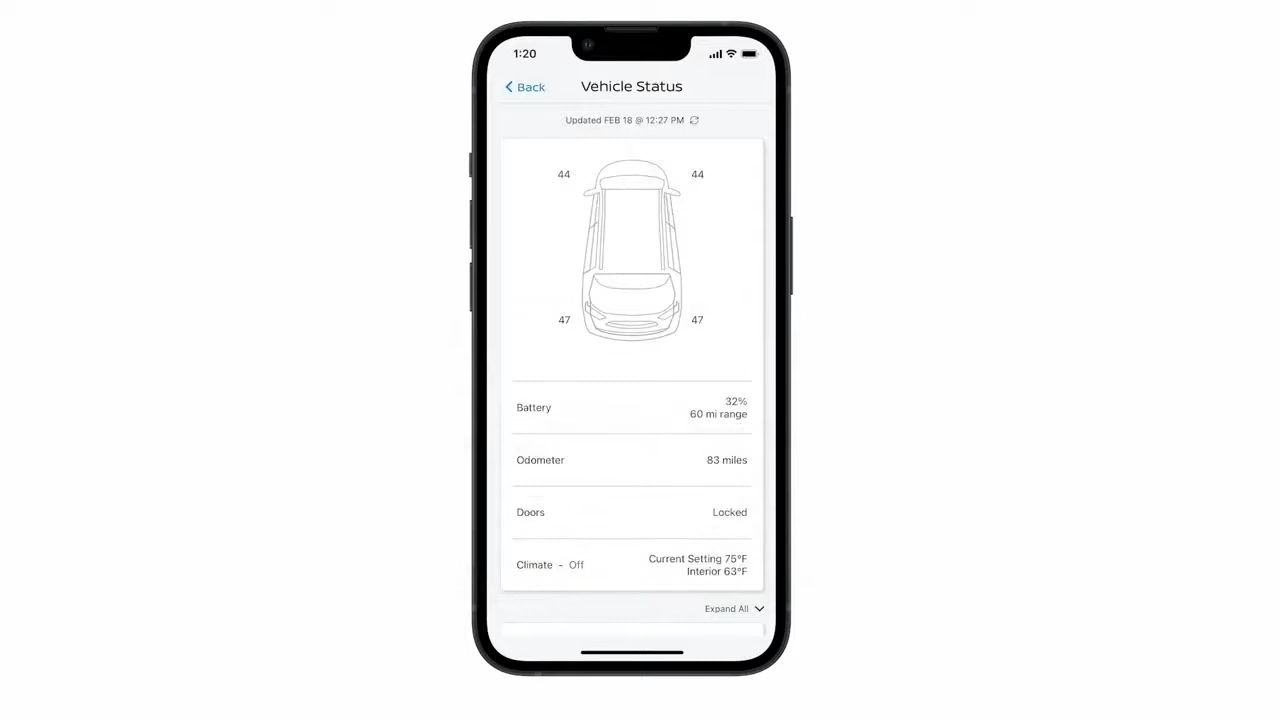 1:20
Back
Vehicle Status
Updated FEB 18 @ 12:27 PM
44 44
47 47
Battery
32%
60 mi range
Odometer 83 miles
Doors Locked
Climate - Off
Current Setting 75°F
Interior 63°F
Expand All